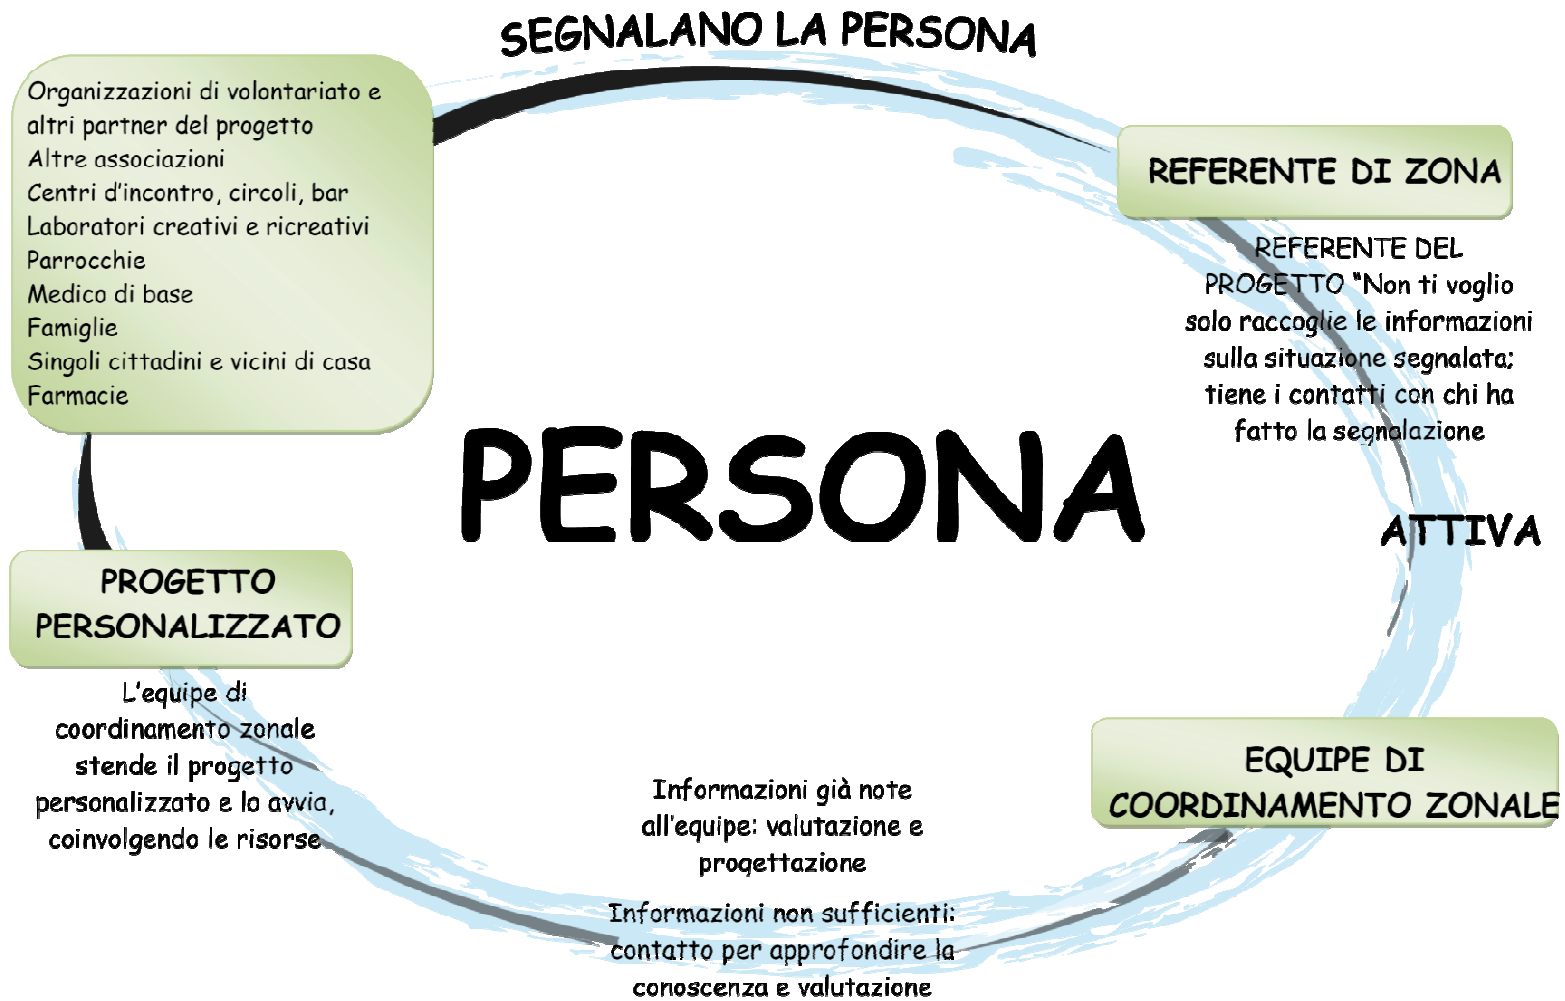 SEGNALANO LA PERSONA
Organizzazioni di volontariato e
altri partner del progetto
Altre associazioni
Centri d'incontro, circoli, bar
Laboratori creativi e ricreativi
Parrocchie
Medico di base
Famiglie
Singoli cittadini e vicini di casa
Farmacie
REFERENTE DI ZONA
REFERENTE DEL
PROGETTO "Non ti voglio
solo raccoglie le informazioni
sulla situazione segnalata;
tiene i contatti con chi ha
fatto la segnalazione
PERSONA
ATTIVA
EQUIPE DI
COORDINAMENTO ZONALE
Informazioni già note
all'equipe: valutazione e
progettazione
Informazioni non sufficienti:
contatto per approfondire la
conoscenza e valutazione
PROGETTO
PERSONALIZZATO
L'equipe di
coordinamento zonale
stende il progetto
personalizzato e lo avvia,
coinvolgendo le risorse